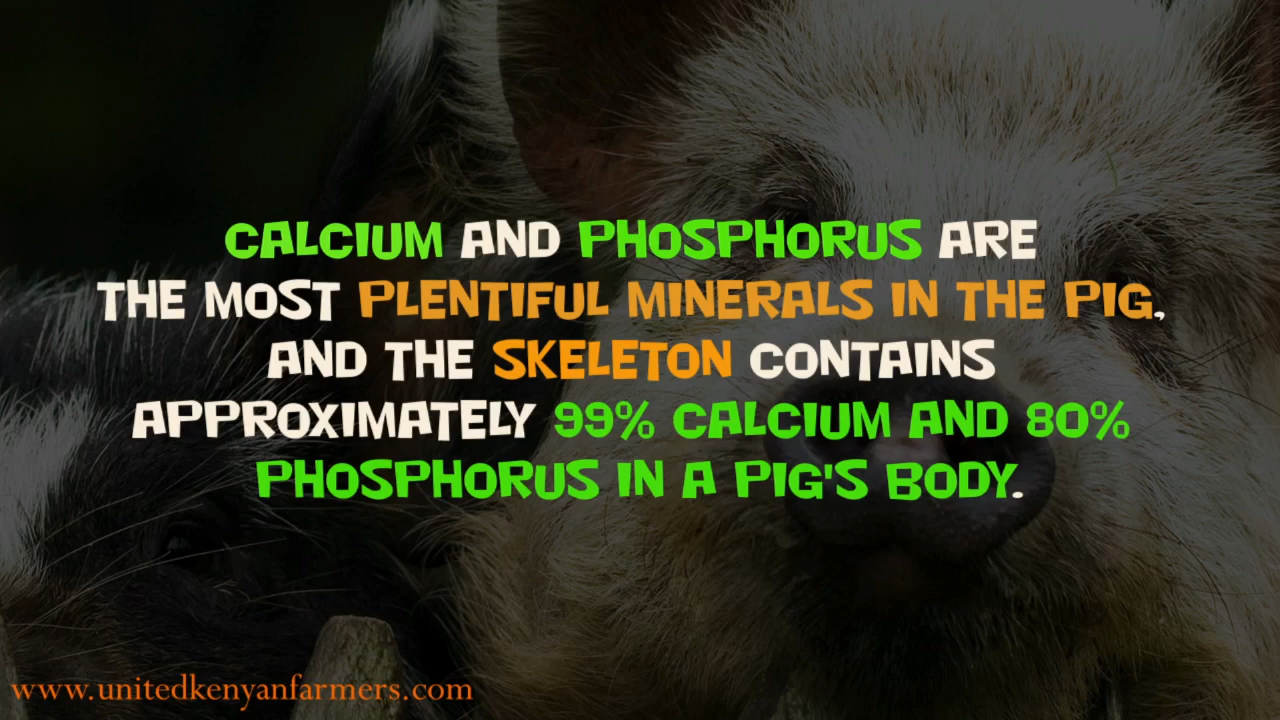 CALCIUM AND PHOSPHORUS ARE
THE MOST PLENTIFUL MINERALS IN THE PIG,
AND THE SKELETON CONTAINS
APPROXIMATELY 99% CALCIUM AND 80%
PHOSPHORUS IN A PIG'S BODY.
www.unitedkenyanfarmers.com